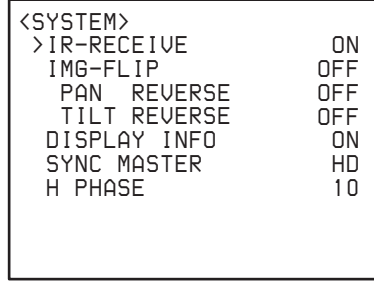 <SYSTEM>
>IR-RECEIVE ON
IMG-FLIP OFF
PAN REVERSE OFF
TILT REVERSE OFF
DISPLAY INFO ON
SYNC MASTER HD
H PHASE 10